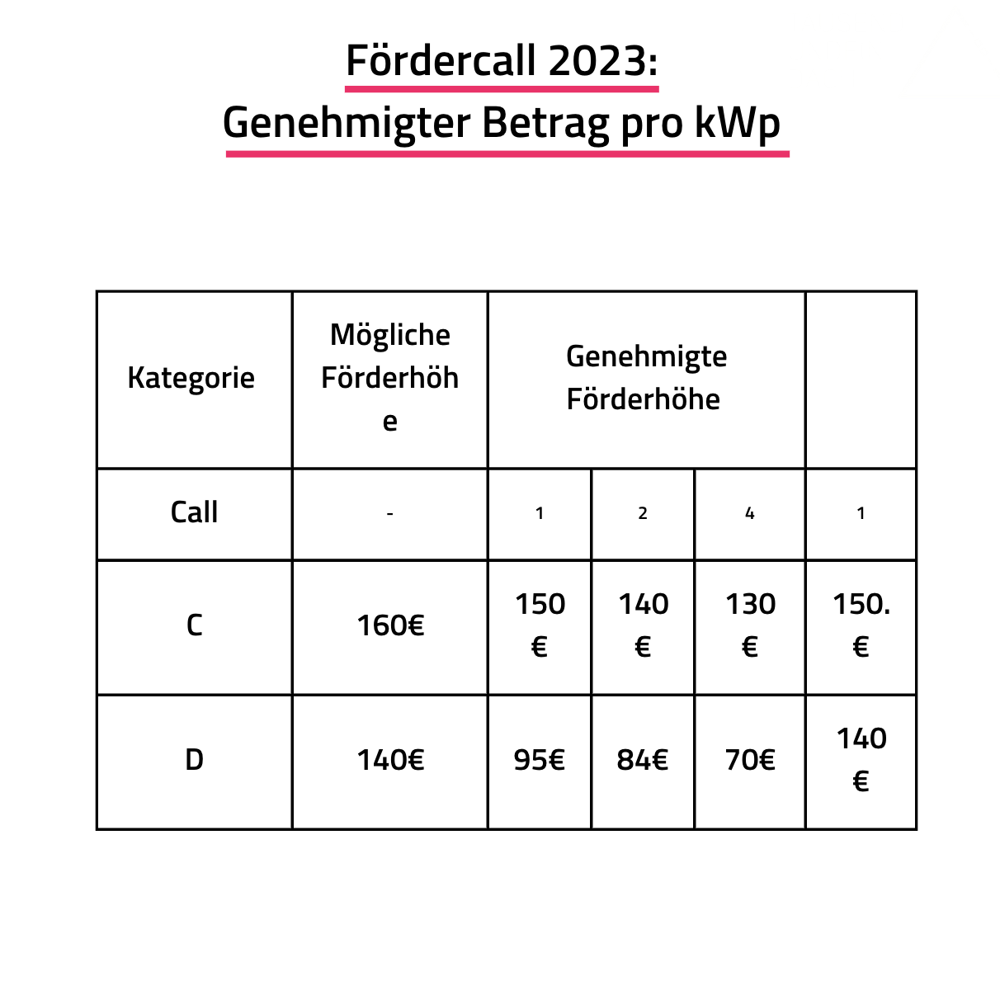 Fördercall 2023:
Genehmigter Betrag pro kWp
Kategorie
Mögliche
Förderhöh
e
Genehmigte
Förderhöhe
Call
-
1
2
4
1
C
160€
150
€
140
€
130
€
150.
€
D
140€
95€
84€
70€
140
€